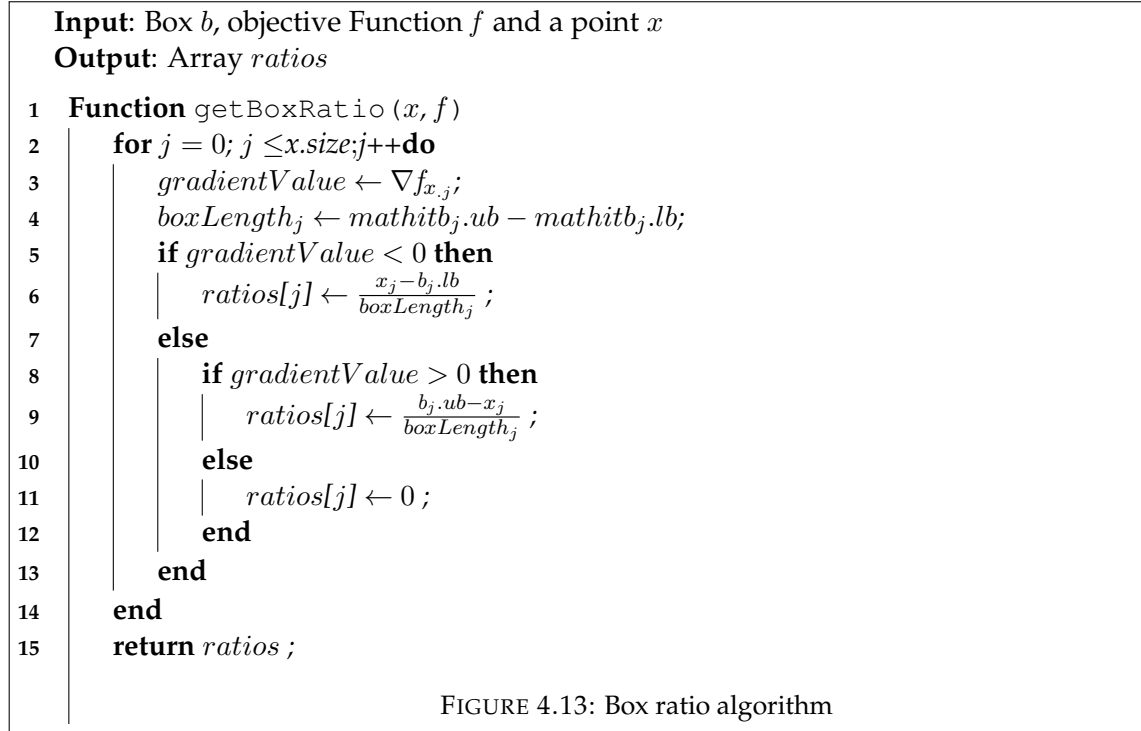 Input: Box b, objective Function f and a point x
Output: Array ratios
1 Function getBoxRatio(x, f)
2 for j = 0; j ≤x.size;j++do
3 gradientValue ← ∇f_{x.j};
4 boxLength_j ← mathitb_j.ub − mathitb_j.lb;
5 if gradientValue < 0 then
6 ratios[j] ← \frac{x_j−b_j.lb}{boxLength_j} ;
7 else
8 if gradientValue > 0 then
9 ratios[j] ← \frac{b_j.ub−x_j}{boxLength_j} ;
10 else
11 ratios[j] ← 0 ;
12 end
13 end
14 end
15 return ratios ;
FIGURE 4.13: Box ratio algorithm